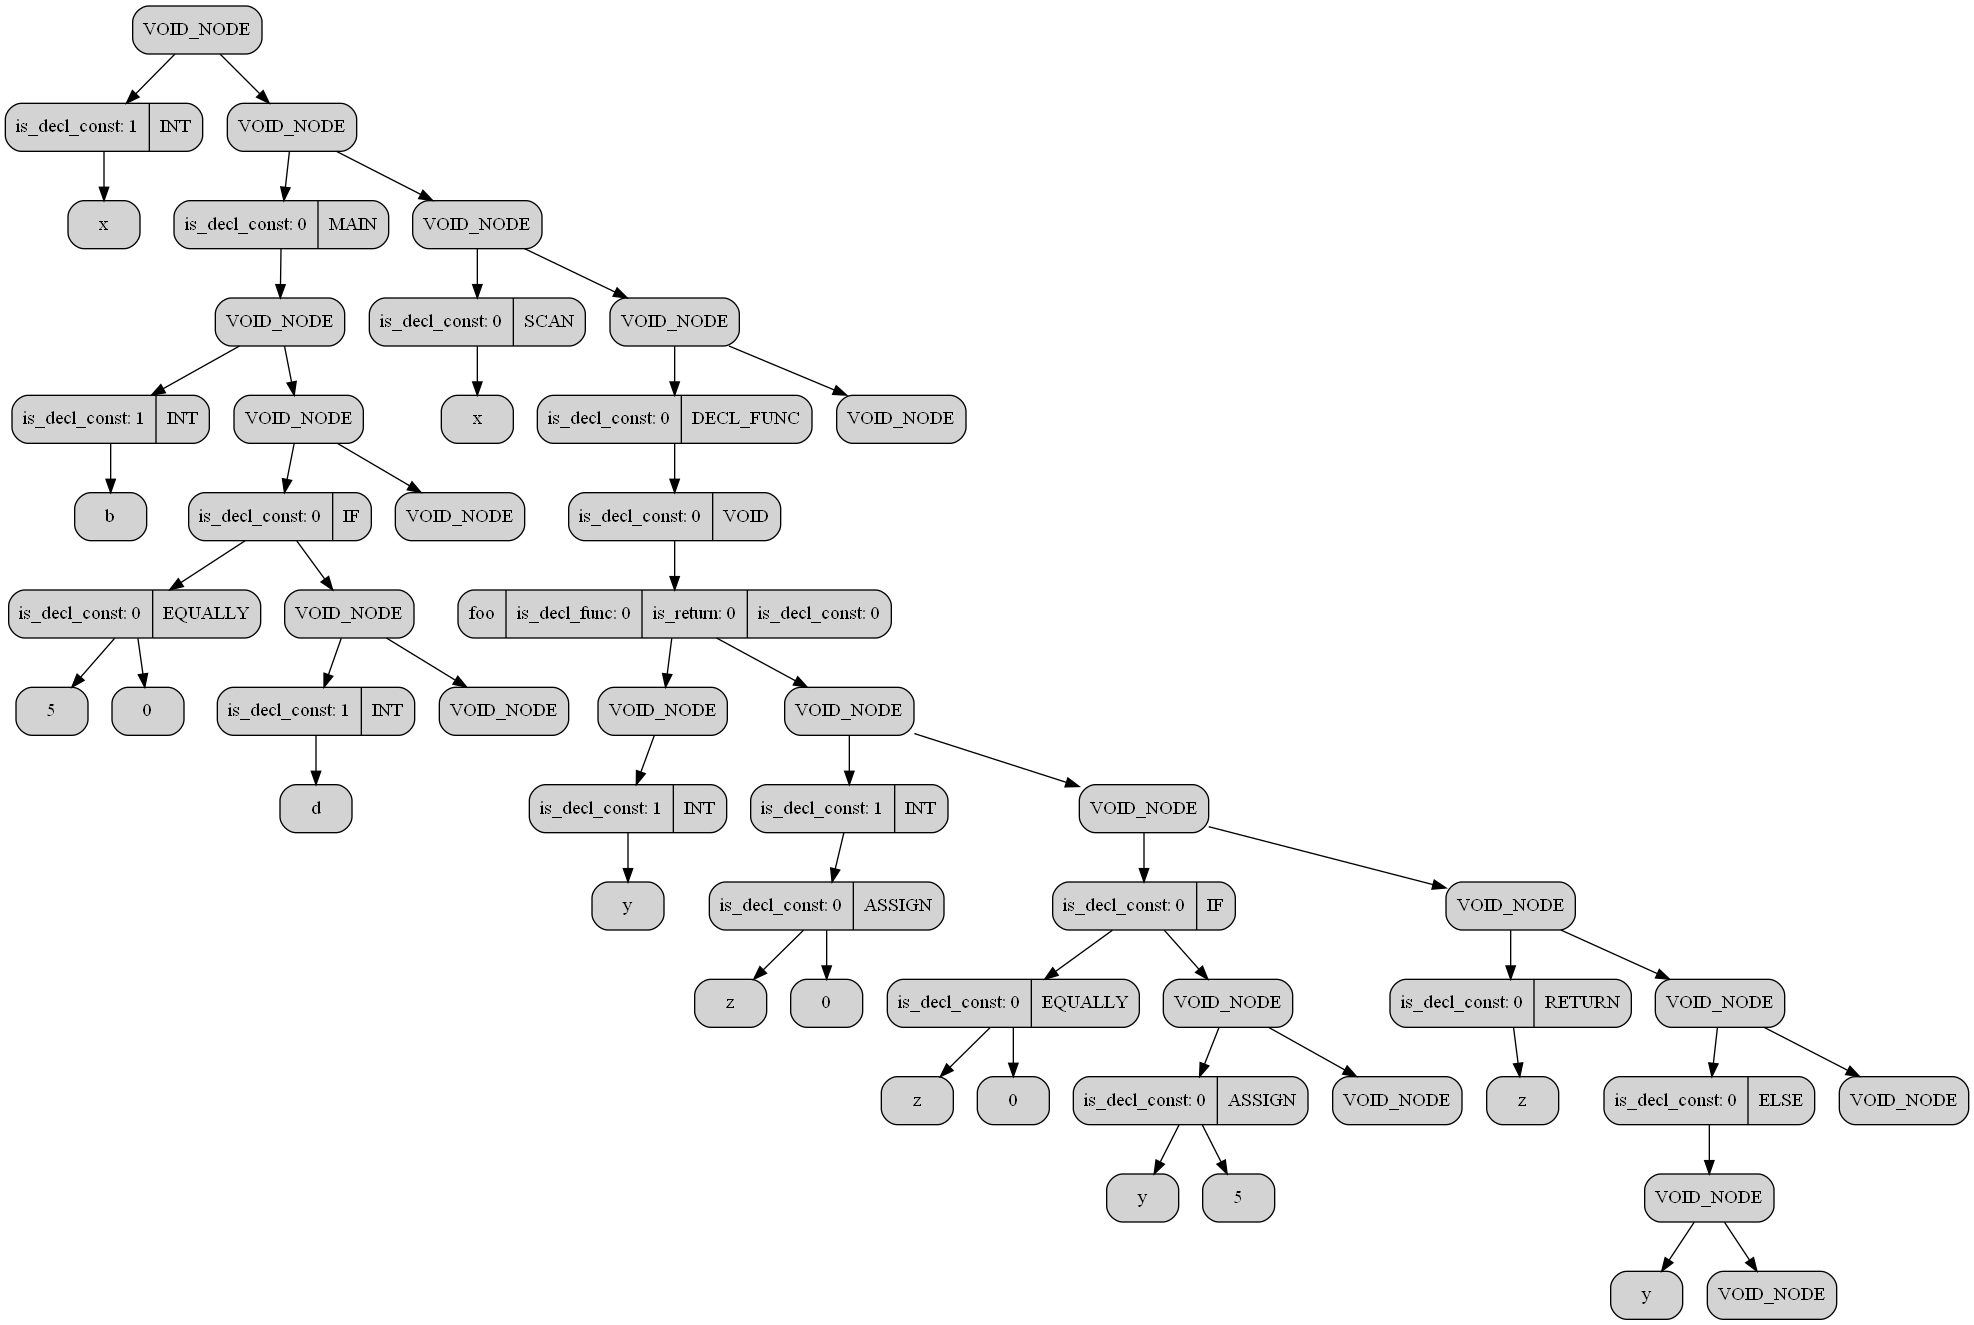 VOID_NODE
is_decl_const: 1 INT VOID_NODE
x is_decl_const: 0 MAIN VOID_NODE
VOID_NODE is_decl_const: 0 SCAN VOID_NODE
is_decl_const: 1 INT VOID_NODE x is_decl_const: 0 DECL_FUNC VOID_NODE
b is_decl_const: 0 IF VOID_NODE is_decl_const: 0 VOID
is_decl_const: 0 EQUALLY VOID_NODE foo is_decl_func: 0 is_return: 0 is_decl_const: 0
5 0 is_decl_const: 1 INT VOID_NODE VOID_NODE VOID_NODE
d is_decl_const: 1 INT is_decl_const: 1 INT VOID_NODE
y is_decl_const: 0 ASSIGN is_decl_const: 0 IF VOID_NODE
z 0 is_decl_const: 0 EQUALLY VOID_NODE is_decl_const: 0 RETURN VOID_NODE
z 0 is_decl_const: 0 ASSIGN VOID_NODE z is_decl_const: 0 ELSE VOID_NODE
y 5 VOID_NODE
y VOID_NODE